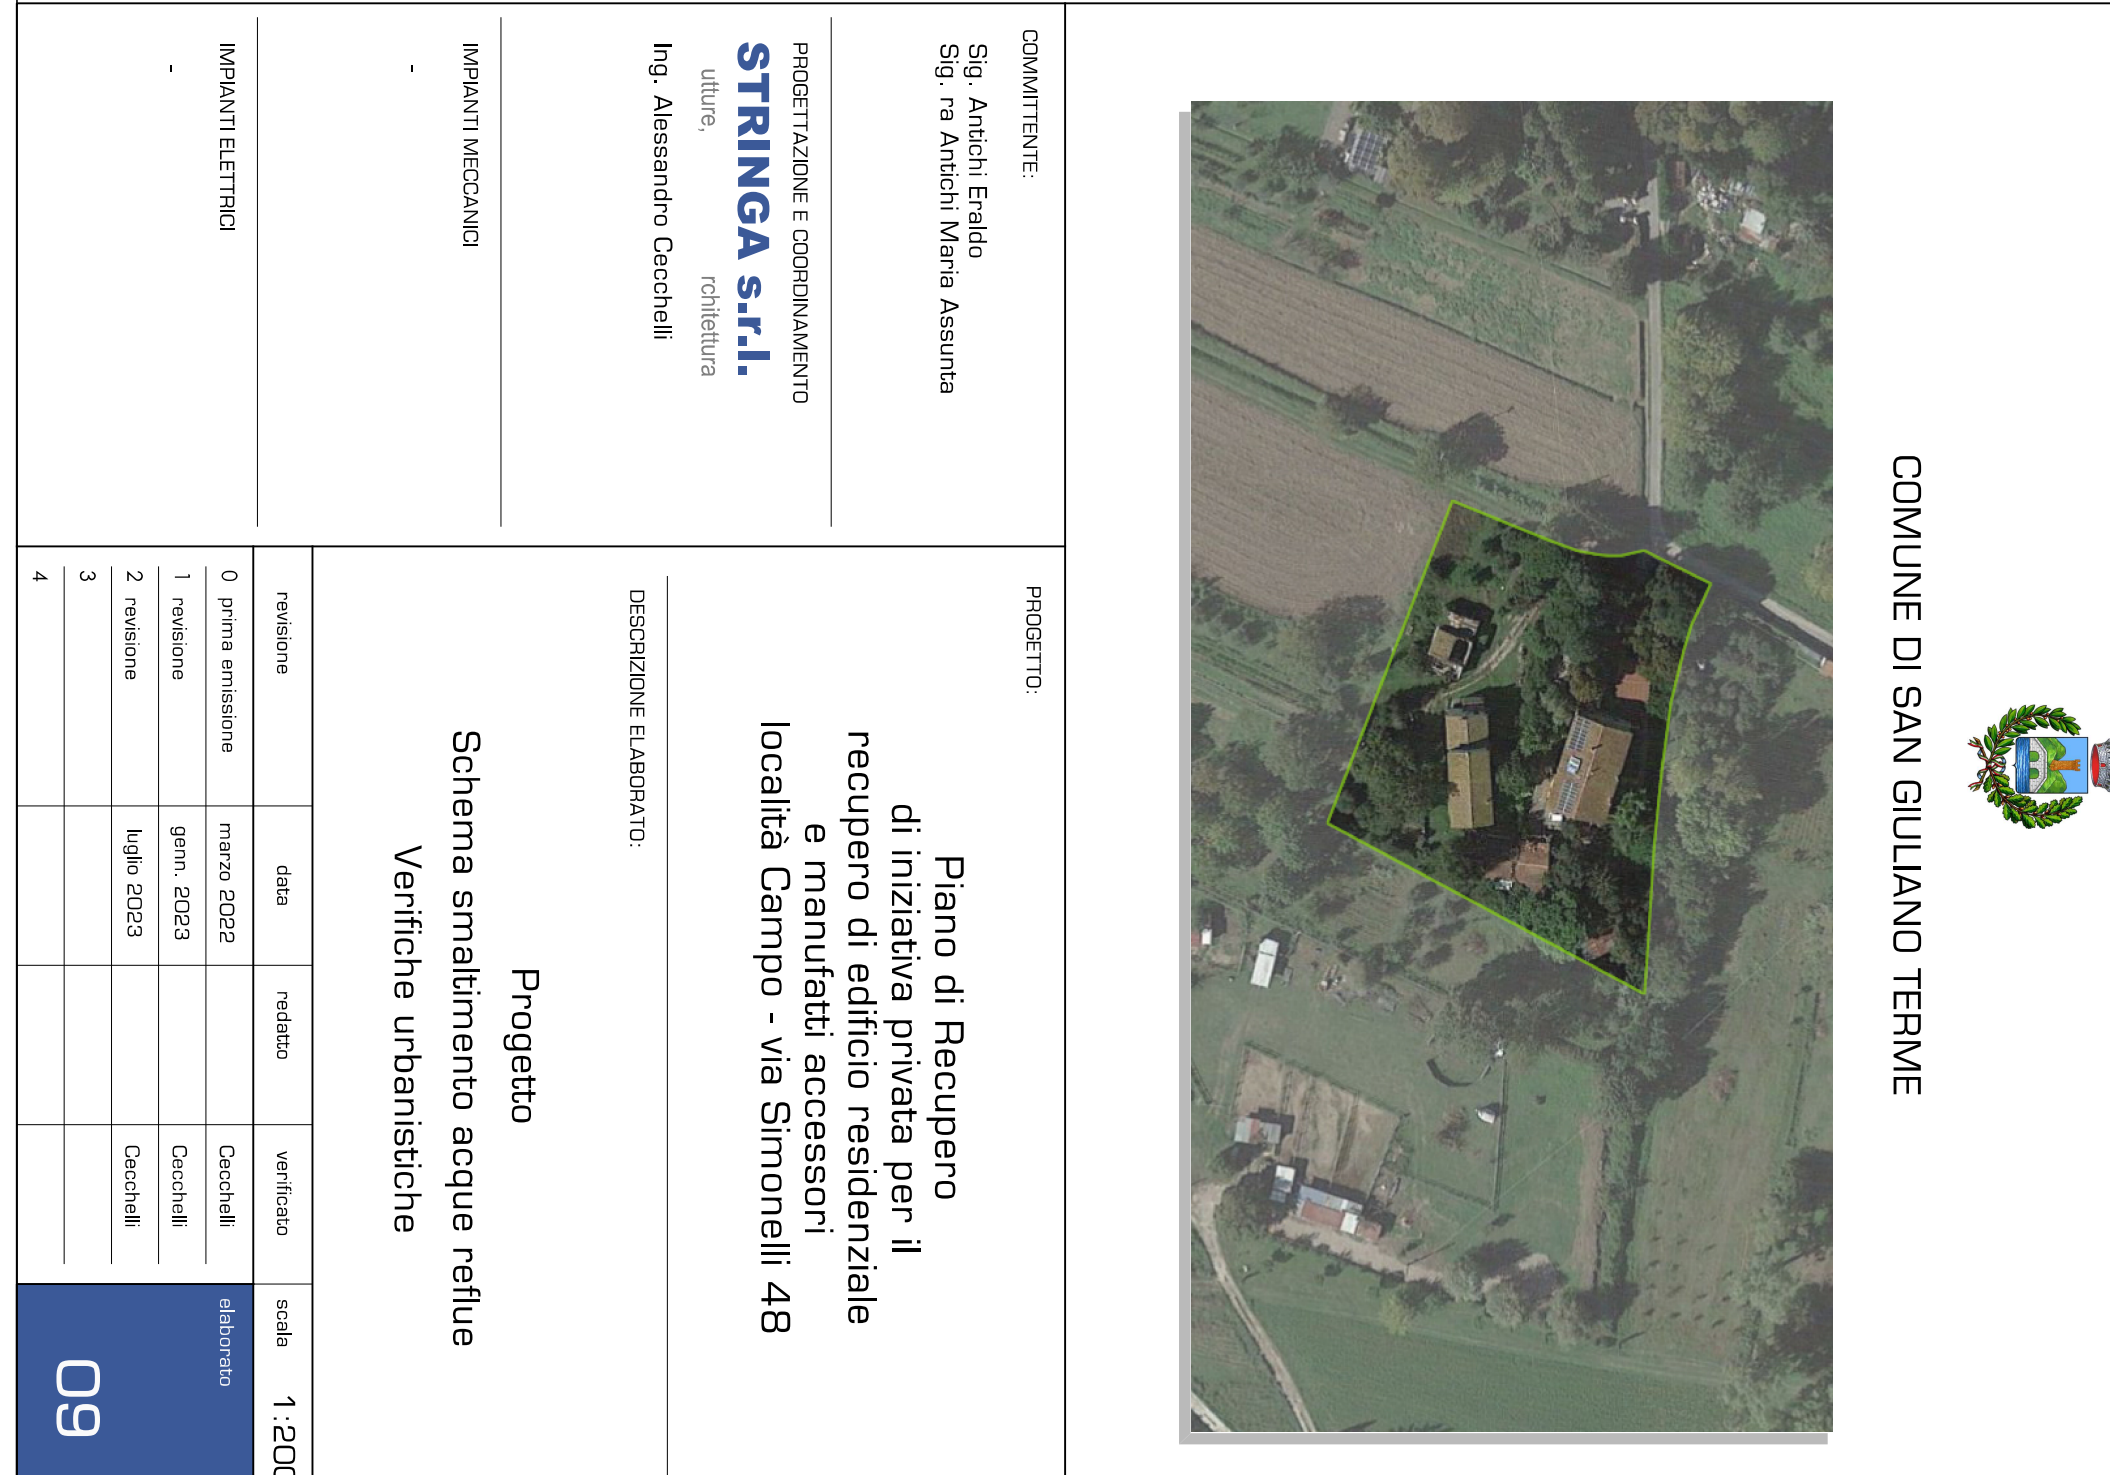 COMUNE DI SAN GIULIANO TERME
COMMITTENTE:
Sig. Antichi Eraldo
Sig. ra Antichi Maria Assunta
PROGETTAZIONE E COORDINAMENTO
STRINGA s.r.l.
utture, rchitettura
Ing. Alessandro Cecchelli
IMPIANTI MECCANICI
-
IMPIANTI ELETTRICI
-
PROGETTO:
Piano di Recupero
di iniziativa privata per il
recupero di edificio residenziale
e manufatti accessori
località Campo - via Simonelli 48
DESCRIZIONE ELABORATO:
Progetto
Schema smaltimento acque reflue
Verifiche urbanistiche
revisione data redatto verificato scala 1:200
0 prima emissione marzo 2022 Cecchelli
1 revisione genn. 2023 Cecchelli
2 revisione luglio 2023 Cecchelli
3
4
elaborato
09